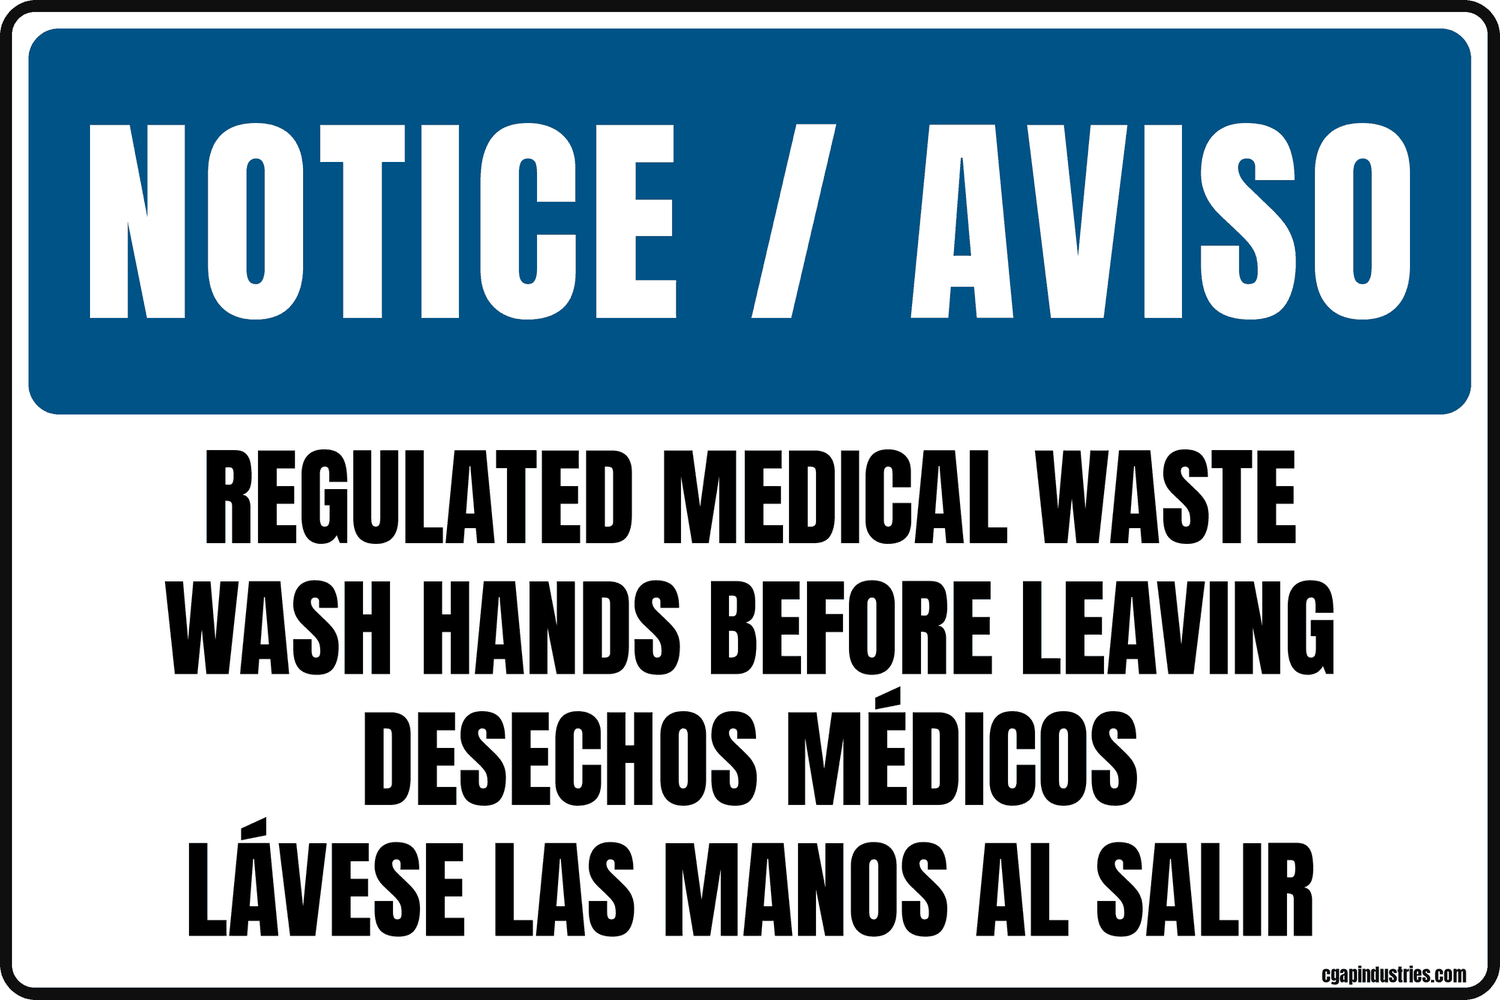 NOTICE / AVISO
REGULATED MEDICAL WASTE
WASH HANDS BEFORE LEAVING
DESECHOS MÉDICOS
LÁVESE LAS MANOS AL SALIR
cgapindustries.com